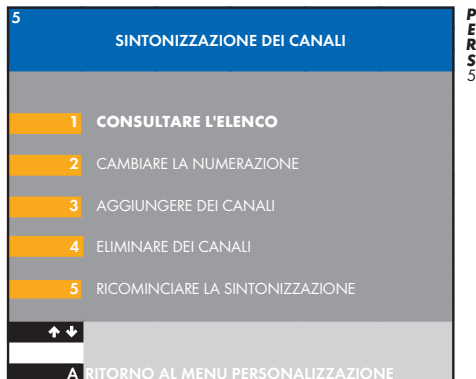 5
SINTONIZZAZIONE DEI CANALI
1 CONSULTARE L'ELENCO
2 CAMBIARE LA NUMERAZIONE
3 AGGIUNGERE DEI CANALI
4 ELIMINARE DEI CANALI
5 RICOMINCIARE LA SINTONIZZAZIONE
A RITORNO AL MENU PERSONALIZZAZIONE
P
E
R
S
5